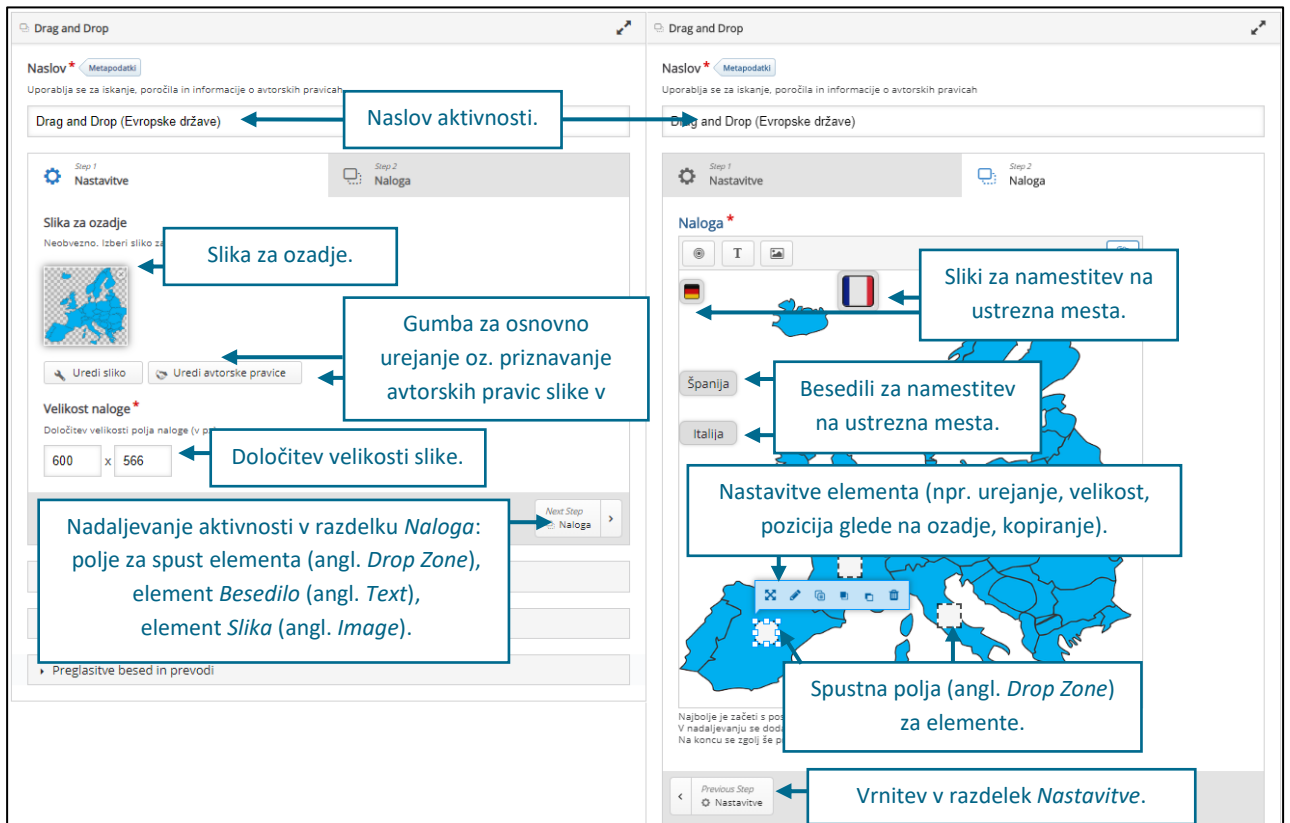 Drag and Drop
Naslov * Metapodatki
Uporablja se za iskanje, poročila in informacije o avtorskih pravicah
Drag and Drop (Evropske države)
Naslov aktivnosti.
Step 1
Nastavitve
Step 2
Naloga
Slika za ozadje
Neobvezno. Izberi sliko
Slika za ozadje.
Gumba za osnovno
urejanje oz. priznavanje
avtorskih pravic slike v
Uredi sliko
Uredi avtorske pravice
Velikost naloge *
Določitev velikosti polja naloge (v
600 x 566
Določitev velikosti slike.
Next Step
Naloga
Nadaljevanje aktivnosti v razdelku Naloga:
polje za spust elementa (angl. Drop Zone),
element Besedilo (angl. Text),
element Slika (angl. Image).
Preglasitve besed in prevodi
Drag and Drop
Naslov * Metapodatki
Uporablja se za iskanje, poročila in informacije o avtorskih pravicah
Drag and Drop (Evropske države)
Step 1
Nastavitve
Step 2
Naloga
Naloga *
T
Sliki za namestitev na
ustrezna mesta.
Španija
Italija
Besedili za namestitev
na ustrezna mesta.
Nastavitve elementa (npr. urejanje, velikost,
pozicija glede na ozadje, kopiranje).
Spustna polja (angl. Drop Zone)
za elemente.
Najbolje je začeti s
V nadaljevanju se
Na koncu se zgolj še
Previous Step
Nastavitve
Vrnitev v razdelek Nastavitve.